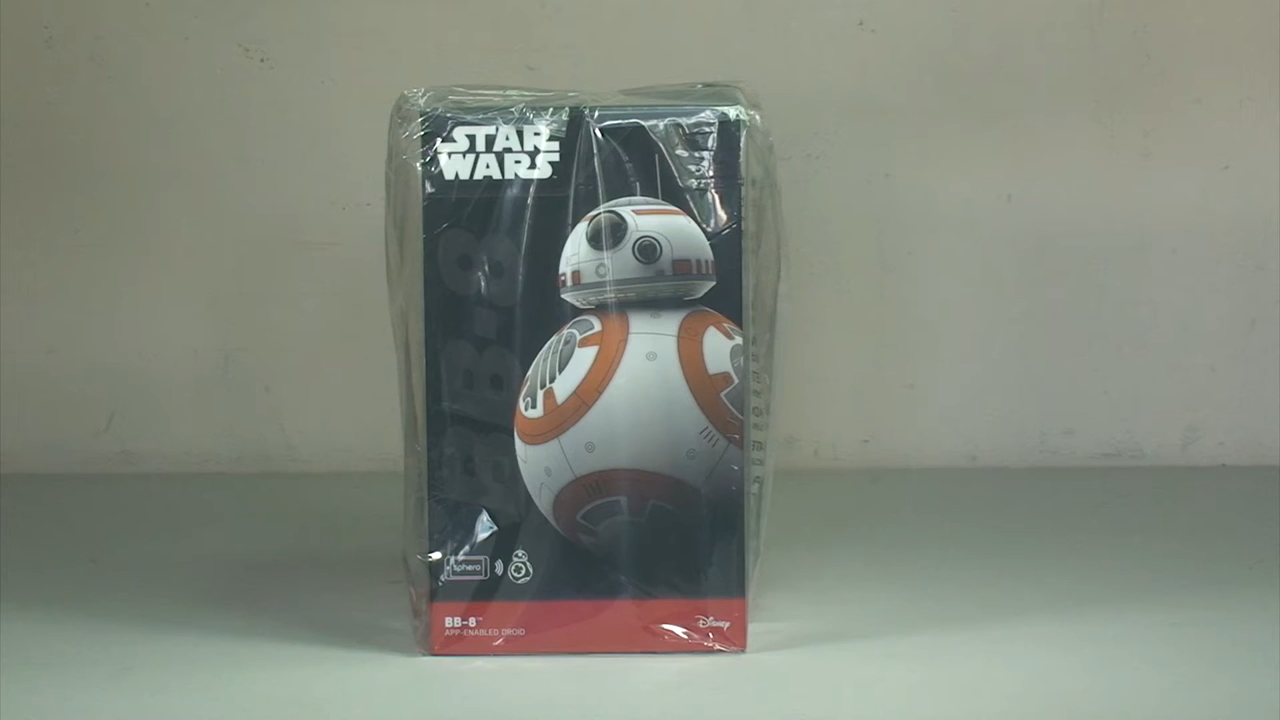 STAR
WARS
BB-8
sphero
BB-8™
APP-ENABLED DROID
Disney